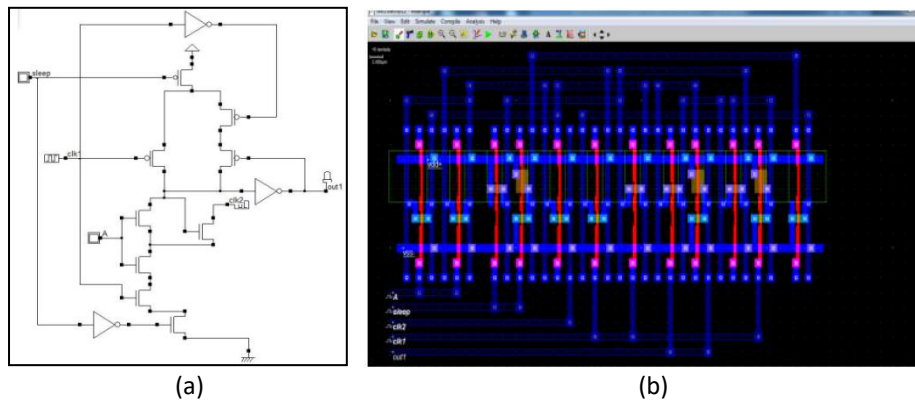 sleep
clk1
clk2
out1
A
(a)
File View Edit Simulate Compile Analysis Help
Vdd+
Vss-
A
sleep
clk2
clk1
out1
(b)